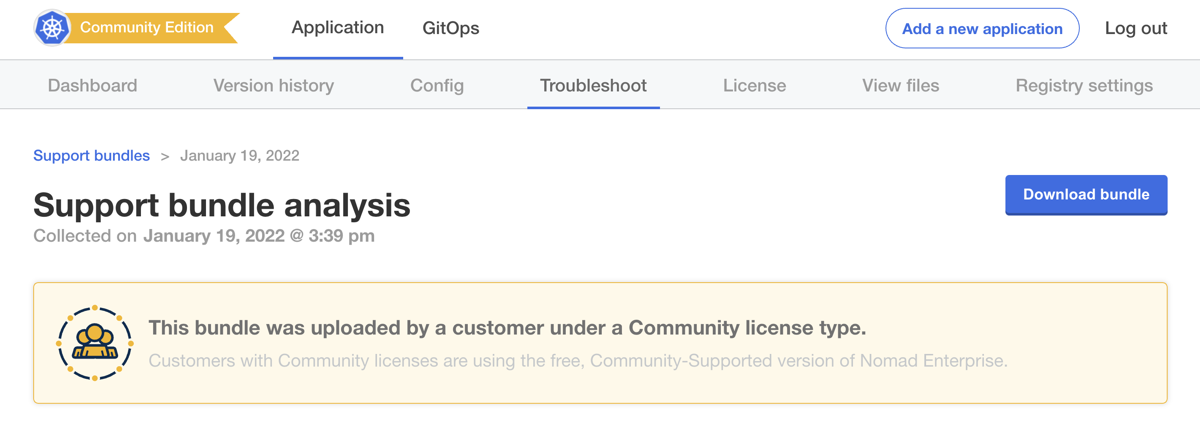 Community Edition
Application
GitOps
Add a new application
Log out
Dashboard
Version history
Config
Troubleshoot
License
View files
Registry settings
Support bundles > January 19, 2022
Support bundle analysis
Download bundle
Collected on January 19, 2022 @ 3:39 pm
This bundle was uploaded by a customer under a Community license type.
Customers with Community licenses are using the free, Community-Supported version of Nomad Enterprise.